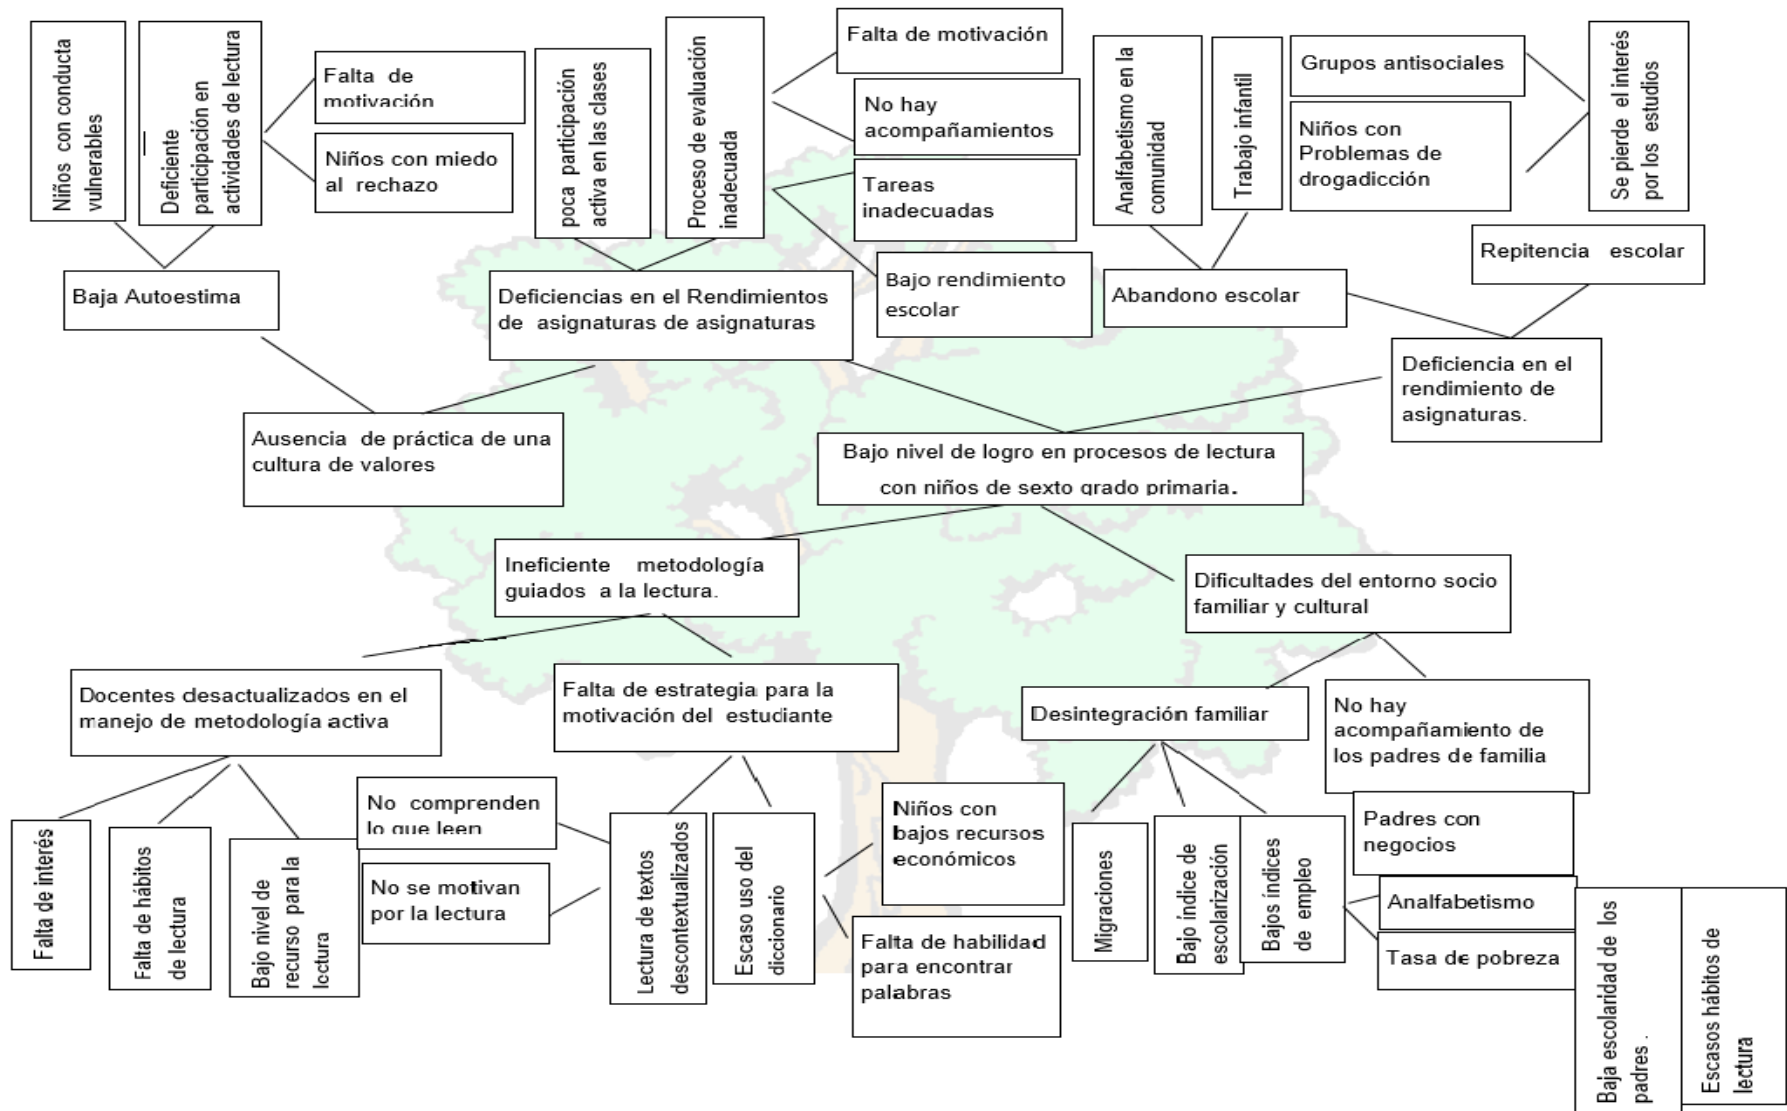 Niños con conducta
vulnerables
Deficiente
participación en
actividades de lectura
Falta de
motivación
Niños con miedo
al rechazo
poca participación
activa en las clases
Proceso de evaluación
inadecuada
Falta de motivación
No hay
acompañamientos
Tareas
inadecuadas
Bajo rendimiento
escolar
Analfabetismo en la
comunidad
Trabajo infantil
Grupos antisociales
Niños con
Problemas de
drogadicción
Se pierde el interés
por los estudios
Repitencia escolar
Baja Autoestima
Deficiencias en el Rendimientos
de asignaturas de asignaturas
Abandono escolar
Deficiencia en el
rendimiento de
asignaturas.
Ausencia de práctica de una
cultura de valores
Bajo nivel de logro en procesos de lectura
con niños de sexto grado primaria.
Ineficiente metodología
guiados a la lectura.
Dificultades del entorno socio
familiar y cultural
Docentes desactualizados en el
manejo de metodología activa
Falta de estrategia para la
motivación del estudiante
Desintegración familiar
No hay
acompañamiento de
los padres de familia
Falta de interés
Falta de hábitos
de lectura
Bajo nivel de
recurso para la
lectura
No comprenden
lo que leen
No se motivan
por la lectura
Lectura de textos
descontextualizados
Escaso uso del
diccionario
Niños con
bajos recursos
económicos
Falta de habilidad
para encontrar
palabras
Migraciones
Bajo índice de
escolarización
Bajos índices
de empleo
Padres con
negocios
Analfabetismo
Tasa de pobreza
Baja escolaridad de los
padres .
Escasos hábitos de
lectura